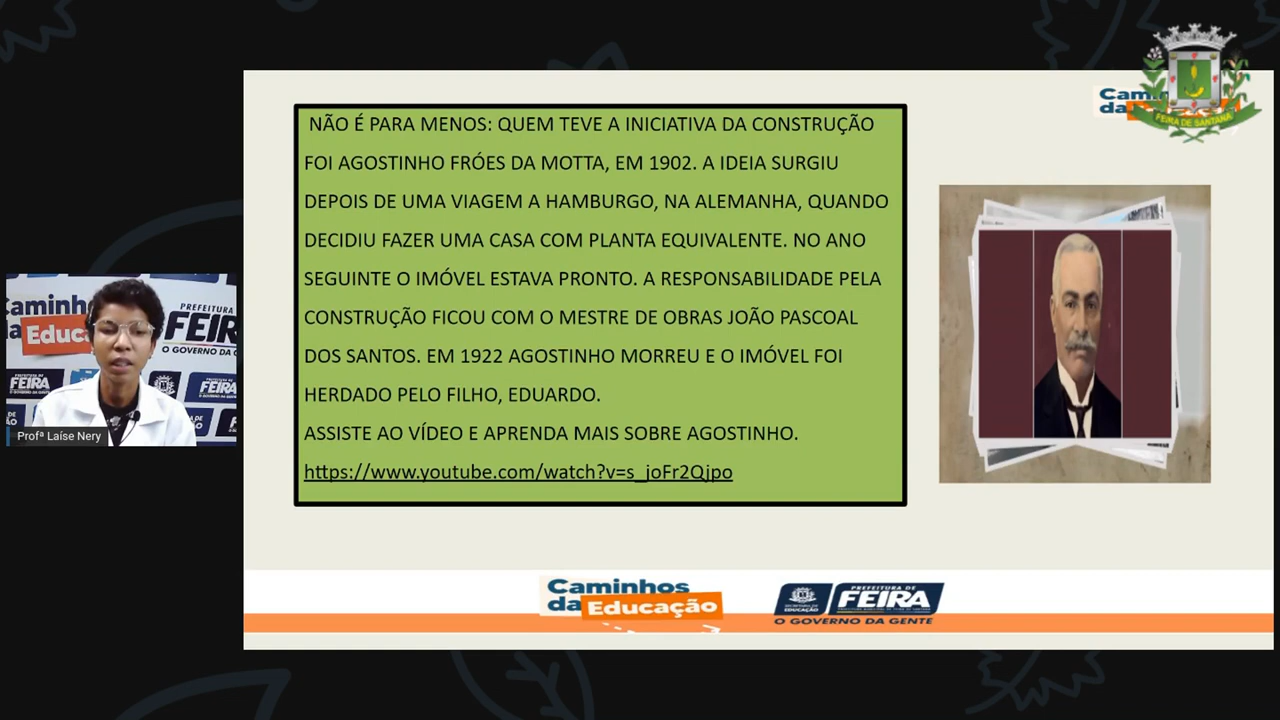 FEIRA DE SANTANA
NÃO É PARA MENOS: QUEM TEVE A INICIATIVA DA CONSTRUÇÃO
FOI AGOSTINHO FRÓES DA MOTTA, EM 1902. A IDEIA SURGIU
DEPOIS DE UMA VIAGEM A HAMBURGO, NA ALEMANHA, QUANDO
DECIDIU FAZER UMA CASA COM PLANTA EQUIVALENTE. NO ANO
SEGUINTE O IMÓVEL ESTAVA PRONTO. A RESPONSABILIDADE PELA
CONSTRUÇÃO FICOU COM O MESTRE DE OBRAS JOÃO PASCOAL
DOS SANTOS. EM 1922 AGOSTINHO MORREU E O IMÓVEL FOI
HERDADO PELO FILHO, EDUARDO.
ASSISTE AO VÍDEO E APRENDA MAIS SOBRE AGOSTINHO.
https://www.youtube.com/watch?v=s_joFr2Qjpo
Profª Laíse Nery
Caminhos
da Educação
SECRETARIA DE
EDUCAÇÃO
PREFEITURA DE
FEIRA
O GOVERNO DA GENTE